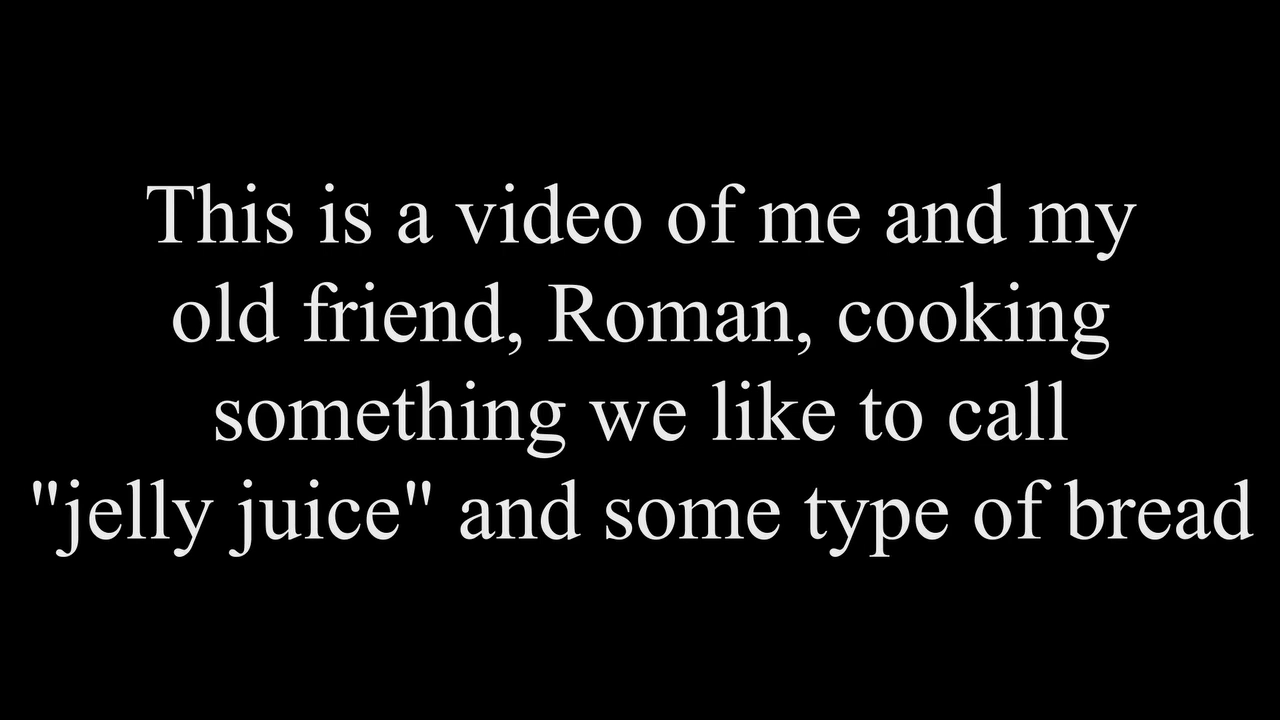 This is a video of me and my
old friend, Roman, cooking
something we like to call
"jelly juice" and some type of bread